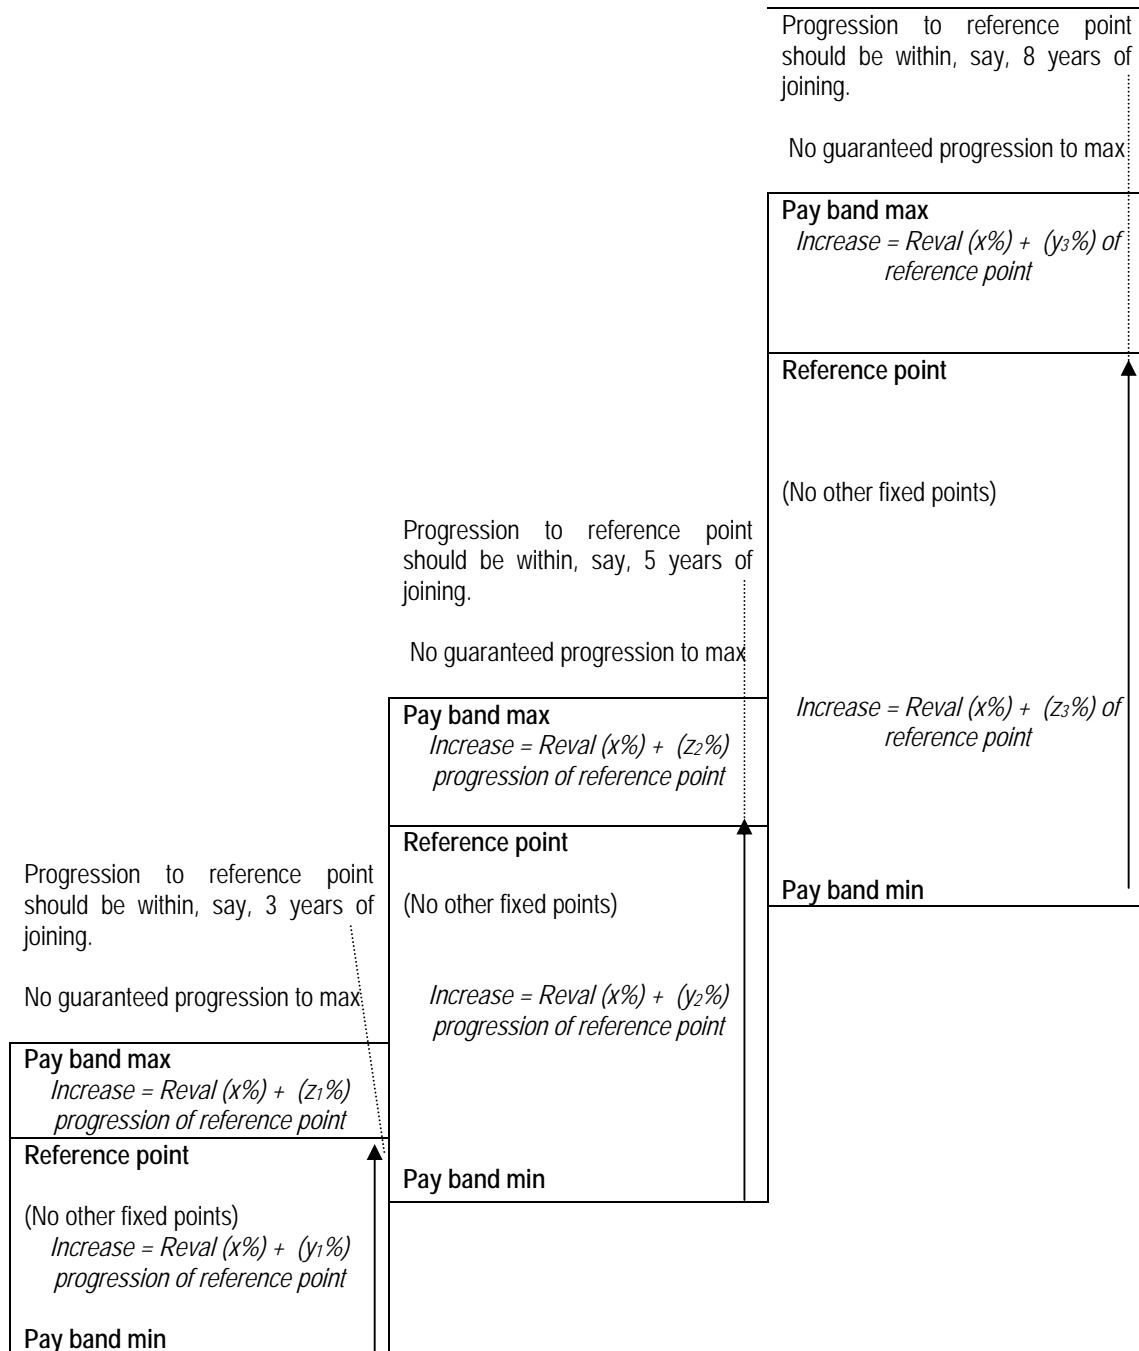 Progression to reference point
should be within, say, 8 years of
joining.
No guaranteed progression to max
Pay band max
Increase = Reval (x%) + (y3%) of
reference point
Reference point
(No other fixed points)
Increase = Reval (x%) + (z3%) of
reference point
Pay band min
Progression to reference point
should be within, say, 5 years of
joining.
No guaranteed progression to max
Pay band max
Increase = Reval (x%) + (z2%)
progression of reference point
Reference point
(No other fixed points)
Increase = Reval (x%) + (y2%)
progression of reference point
Pay band min
Progression to reference point
should be within, say, 3 years of
joining.
No guaranteed progression to max
Pay band max
Increase = Reval (x%) + (z1%)
progression of reference point
Reference point
(No other fixed points)
Increase = Reval (x%) + (y1%)
progression of reference point
Pay band min